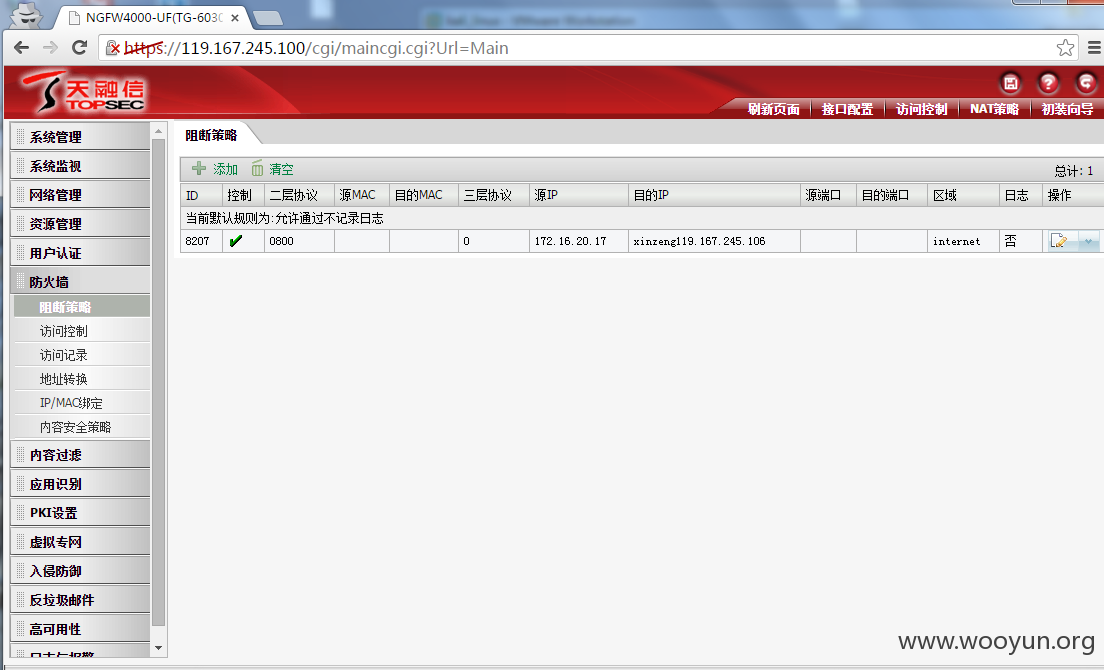 NGFW4000-UF(TG-603(
https://119.167.245.100/cgi/maincgi.cgi?Url=Main
天融信
TOPSEC
刷新页面 接口配置 访问控制 NAT策略 初装向导
系统管理
系统监视
网络管理
资源管理
用户认证
防火墙
阻断策略
访问控制
访问记录
地址转换
IP/MAC绑定
内容安全策略
内容过滤
应用识别
PKI设置
虚拟专网
入侵防御
反垃圾邮件
高可用性
日志与报警
阻断策略
添加 清空 总计: 1
ID 控制 二层协议 源MAC 目的MAC 三层协议 源IP 目的IP 源端口 目的端口 区域 日志 操作
当前默认规则为:允许通过不记录日志
8207 0800 0 172.16.20.17 xinzeng119.167.245.106 internet 否
www.wooyun.org